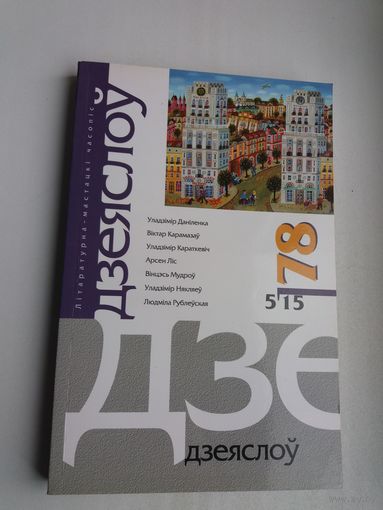 Літаратурна-мастацкі часопіс
дзеяслоў
Уладзімір Даніленка
Віктар Карамазаў
Уладзімір Караткевіч
Арсен Ліс
Вінцэсь Мудроў
Уладзімір Някляеў
Людміла Рублеўская
78
5'15
дзе
дзеяслоў